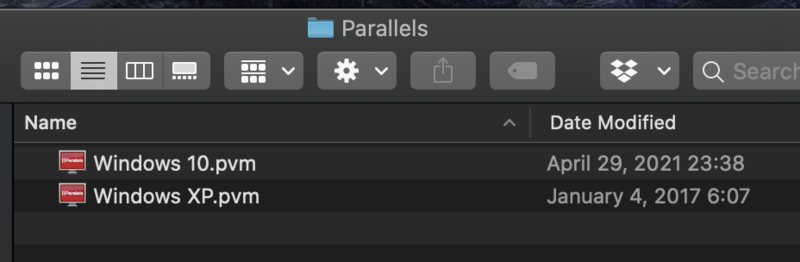 Parallels
Search
Name Date Modified
Windows 10.pvm April 29, 2021 23:38
Windows XP.pvm January 4, 2017 6:07